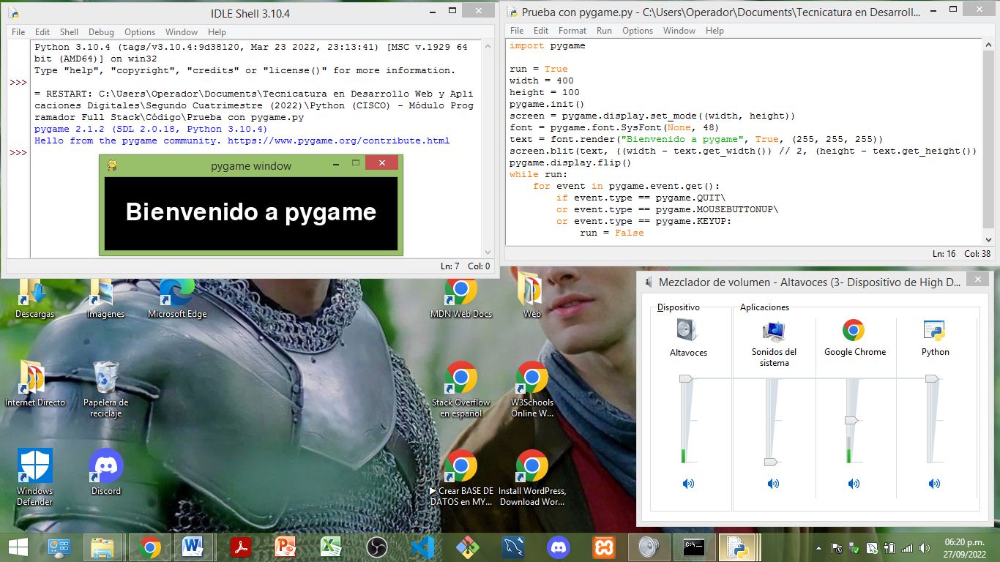 IDLE Shell 3.10.4
File Edit Shell Debug Options Window Help
Python 3.10.4 (tags/v3.10.4:9d38120, Mar 23 2022, 23:13:41) [MSC v.1929 64
bit (AMD64)] on win32
Type "help", "copyright", "credits" or "license()" for more information.
>>>
= RESTART: C:\Users\Operador\Documents\Tecnicatura en Desarrollo Web y Apli
caciones Digitales\Segundo Cuatrimestre (2022)\Python (CISCO) - Módulo Prog
ramador Full Stack\Código\Prueba con pygame.py
pygame 2.1.2 (SDL 2.0.18, Python 3.10.4)
Hello from the pygame community. https://www.pygame.org/contribute.html
>>>
pygame window
Bienvenido a pygame
Ln: 7 Col: 0
Prueba con pygame.py - C:\Users\Operador\Documents\Tecnicatura en Desarroll...
File Edit Format Run Options Window Help
import pygame
run = True
width = 400
height = 100
pygame.init()
screen = pygame.display.set_mode((width, height))
font = pygame.font.SysFont(None, 48)
text = font.render("Bienvenido a pygame", True, (255, 255, 255))
screen.blit(text, ((width - text.get_width()) // 2, (height - text.get_height())
pygame.display.flip()
while run:
    for event in pygame.event.get():
        if event.type == pygame.QUIT\
        or event.type == pygame.MOUSEBUTTONUP\
        or event.type == pygame.KEYUP:
            run = False
Ln: 16 Col: 38
Descargas
Imágenes
Microsoft Edge
MDN Web Docs
Web
Internet Directo
Papelera de
reciclaje
Stack Overflow
en español
W3Schools
Online W...
Windows
Defender
Discord
▶ Crear BASE DE
DATOS en MY...
Install WordPress,
Download Wor...
Mezclador de volumen - Altavoces (3- Dispositivo de High D...
Dispositivo
Aplicaciones
Altavoces
Sonidos del
sistema
Google Chrome
Python
C:\_
06:20 p.m.
27/09/2022